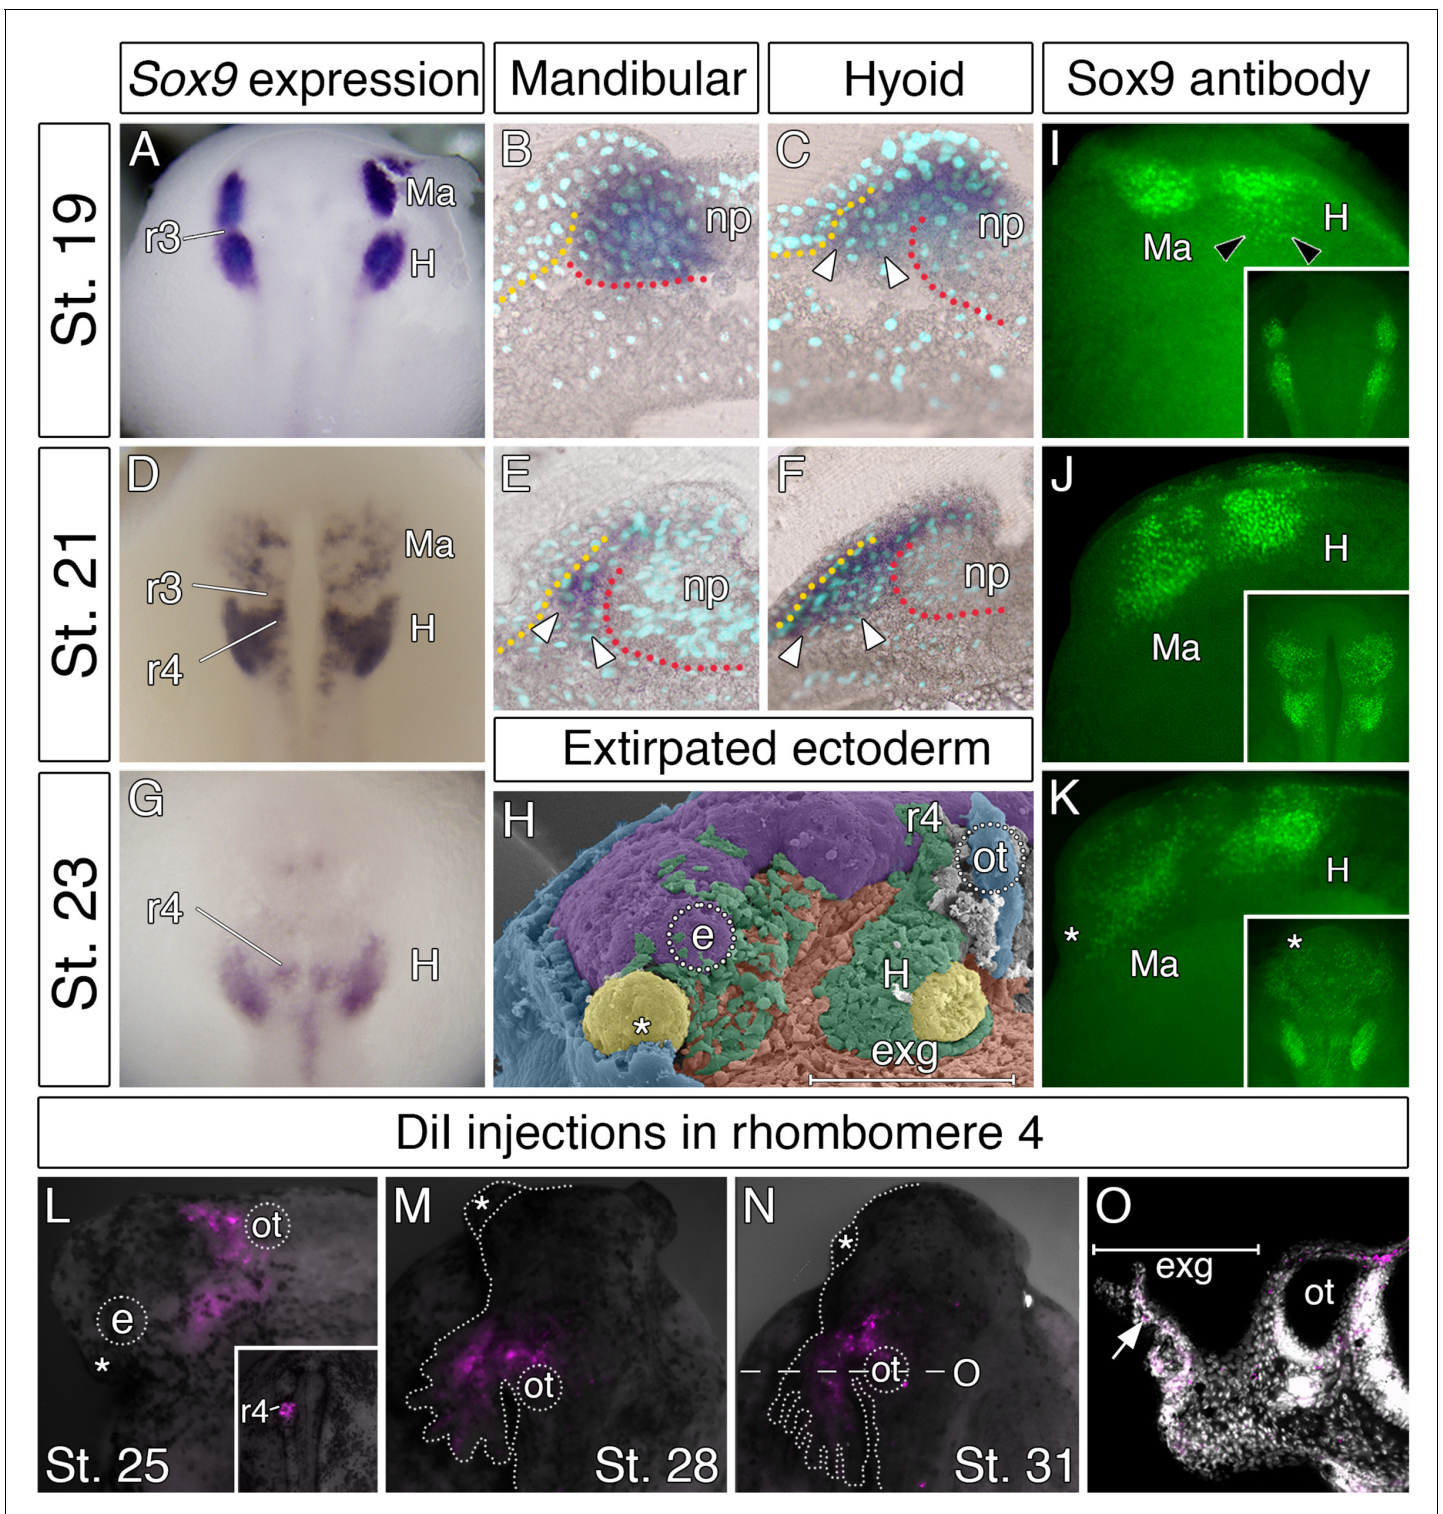 Sox9 expression
Mandibular
Hyoid
Sox9 antibody
St. 19
A
Ma
r3
H
B
np
C
np
I
H
Ma
St. 21
D
Ma
r3
H
r4
E
np
F
np
J
H
Ma
St. 23
G
r4
H
Extirpated ectoderm
H
r4
ot
e
H
*
exg
K
H
*
Ma
*
DiI injections in rhombomere 4
L
ot
e
*
r4
St. 25
M
*
ot
St. 28
N
*
ot
O
St. 31
O
exg
ot